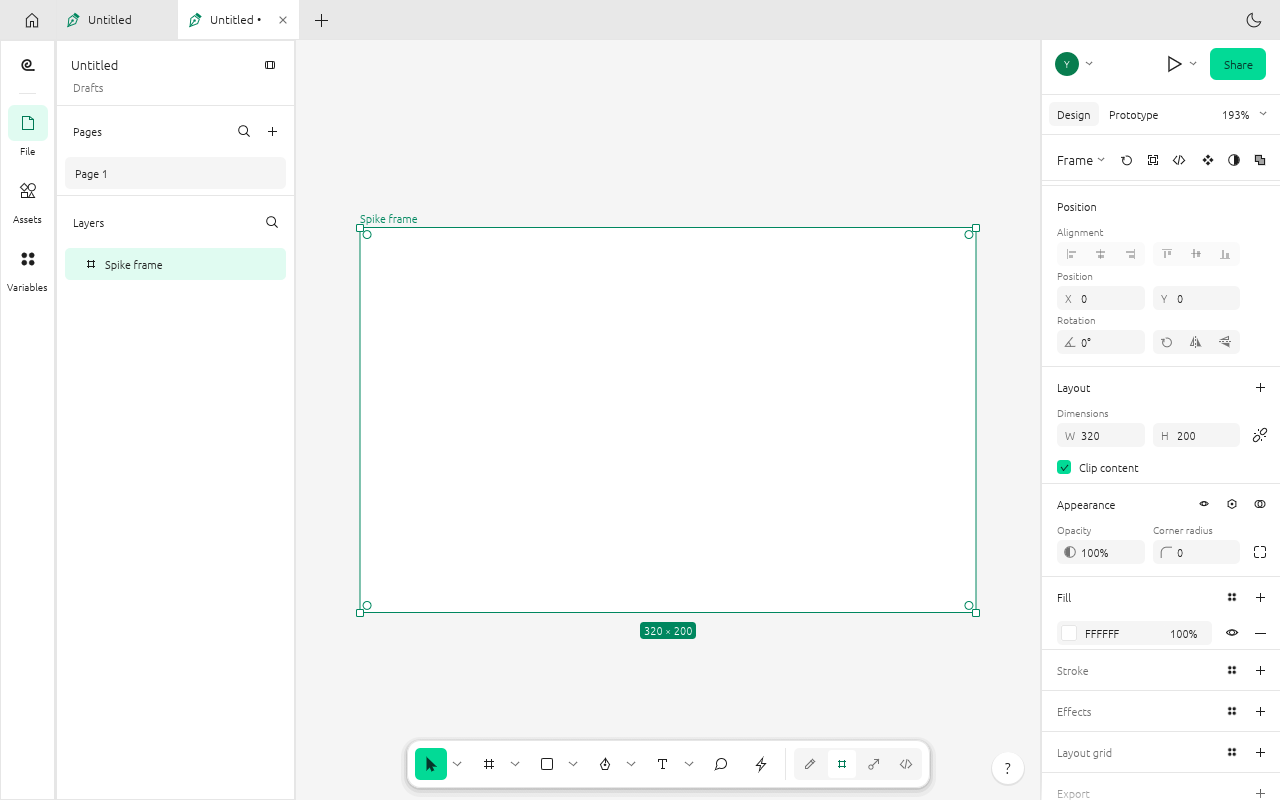 Untitled
Untitled •
Untitled
Drafts
File
Assets
Variables
Pages
Page 1
Layers
Spike frame
Spike frame
320 × 200
T
?
Y
Share
Design
Prototype
193%
Frame
Position
Alignment
Position
X 0
Y 0
Rotation
0°
Layout
Dimensions
W 320
H 200
Clip content
Appearance
Opacity
Corner radius
100%
0
Fill
FFFFFF
100%
Stroke
Effects
Layout grid
Export